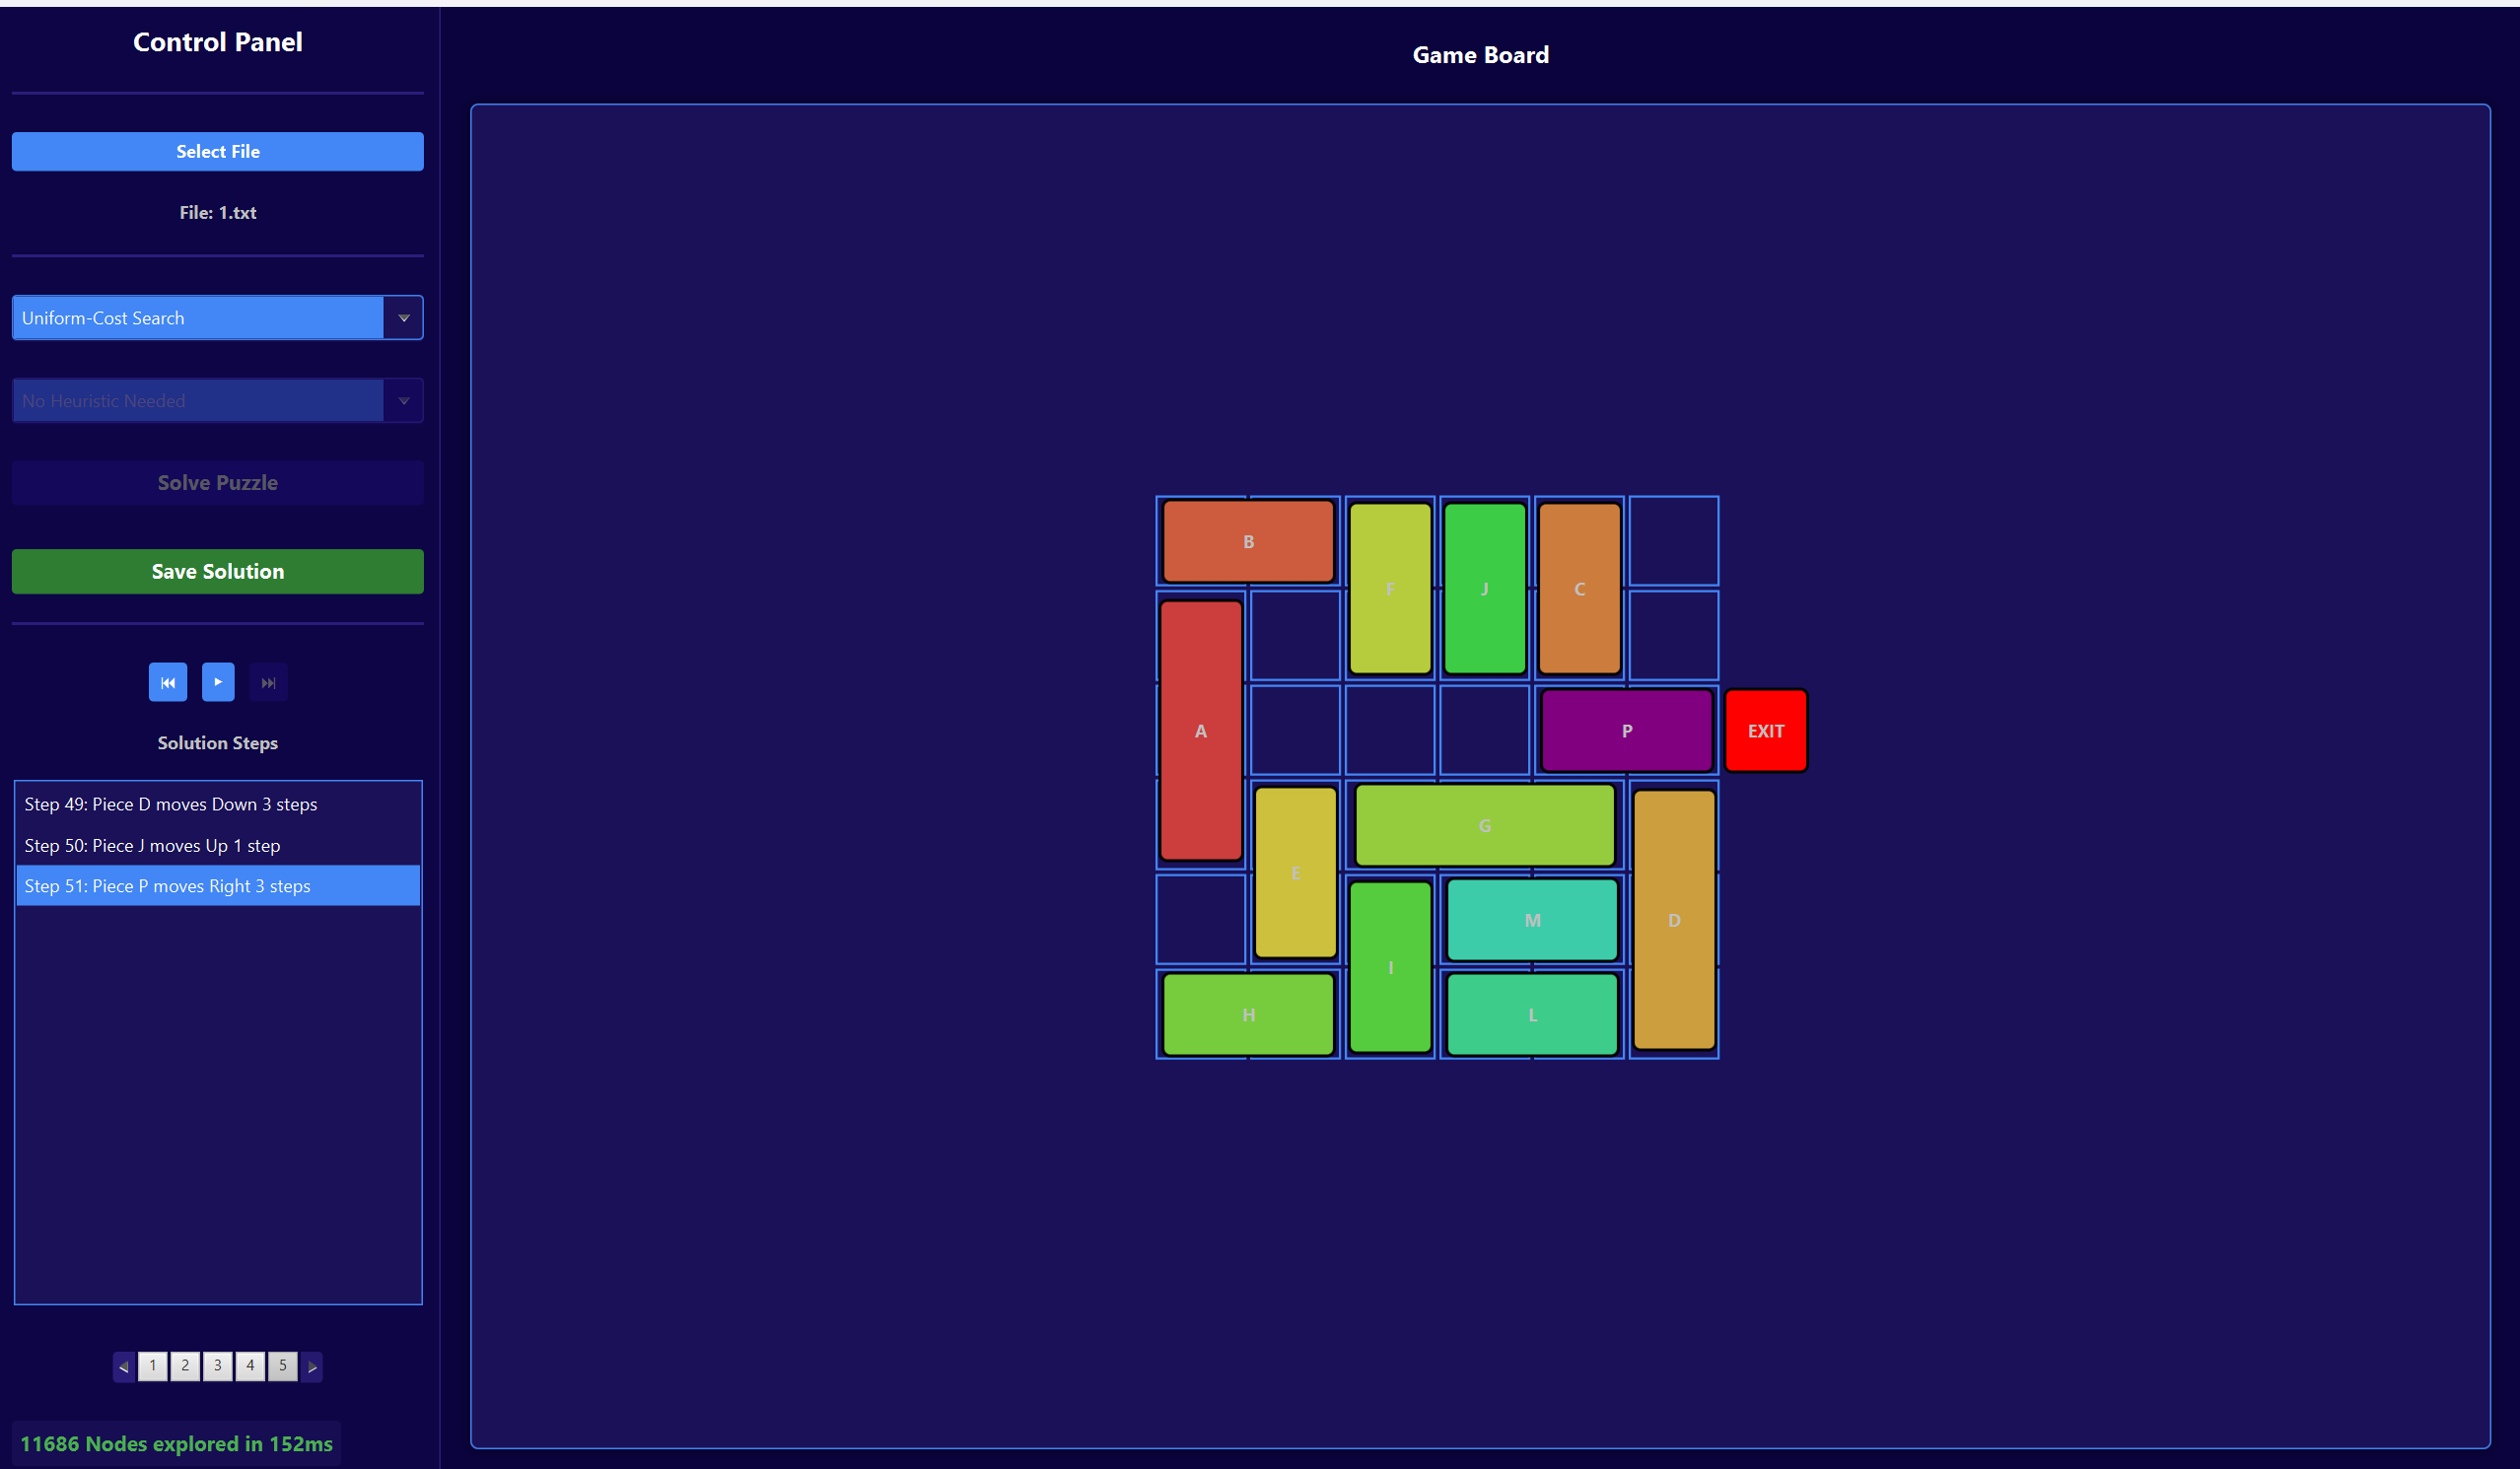 Control Panel
Select File
File: 1.txt
Uniform-Cost Search
No Heuristic Needed
Solve Puzzle
Save Solution
Solution Steps
Step 49: Piece D moves Down 3 steps
Step 50: Piece J moves Up 1 step
Step 51: Piece P moves Right 3 steps
1 2 3 4 5
11686 Nodes explored in 152ms
Game Board
B
F
J
C
A
P
EXIT
E
G
I
M
D
H
L